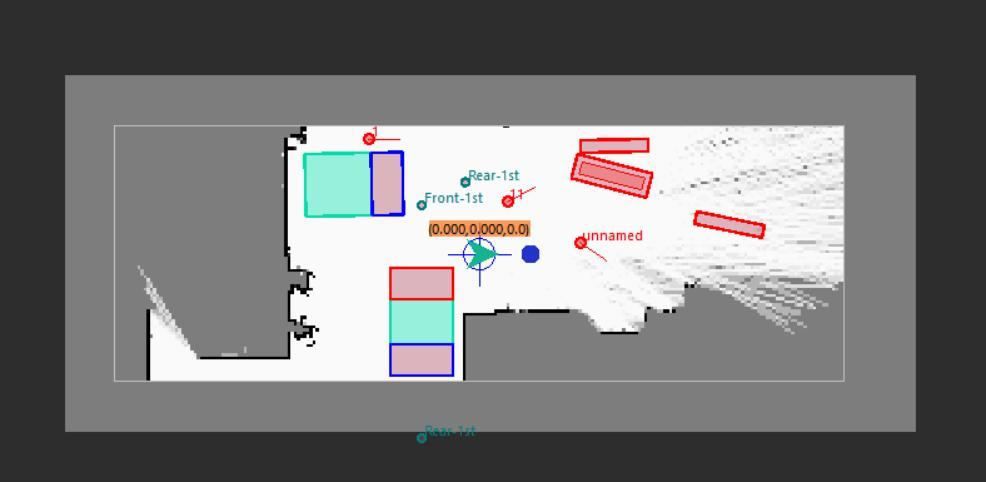 1
Rear-1st
Front-1st
11
(0.000,0.000,0.0)
unnamed
Rear-1st